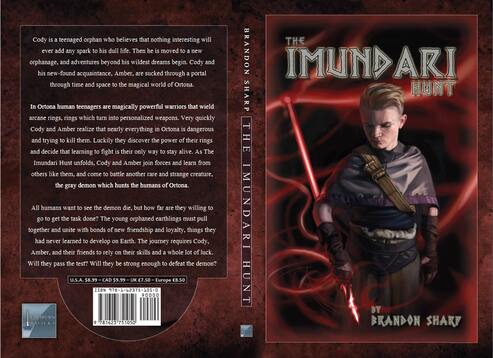 Cody is a teenaged orphan who believes that nothing interesting will
ever add any spark to his dull life. Then he is moved to a new
orphanage, and adventures beyond his wildest dreams begin. Cody and
his new-found acquaintance, Amber, are sucked through a portal
through time and space to the magical world of Ortona.
In Ortona human teenagers are magically powerful warriors that wield
arcane rings, rings which turn into personalized weapons. Very quickly
Cody and Amber realize that nearly everything in Ortona is dangerous
and trying to kill them. Luckily they discover the power of their rings
and decide that learning to fight is their only way to stay alive. As The
Imundari Hunt unfolds, Cody and Amber join forces and learn from
others like them, and come to battle another rare and strange creature,
the gray demon which hunts the humans of Ortona.
All humans want to see the demon die, but how far are they willing to
go to get the task done? The young orphaned earthlings must pull
together and unite with bonds of new friendship and loyalty, things they
had never learned to develop on Earth. The journey requires Cody,
Amber, and their friends to rely on their skills and a whole lot of luck.
Will they pass the test? Will they be strong enough to defeat the demon?
U.S.A. $8.99 – CAD $9.99 – UK £7.50 – Europe €8.50
90000
BRANDON SHARP
THE IMUNDARI HUNT
THE
IMUNDARI
HUNT
BY
BRANDON SHARP